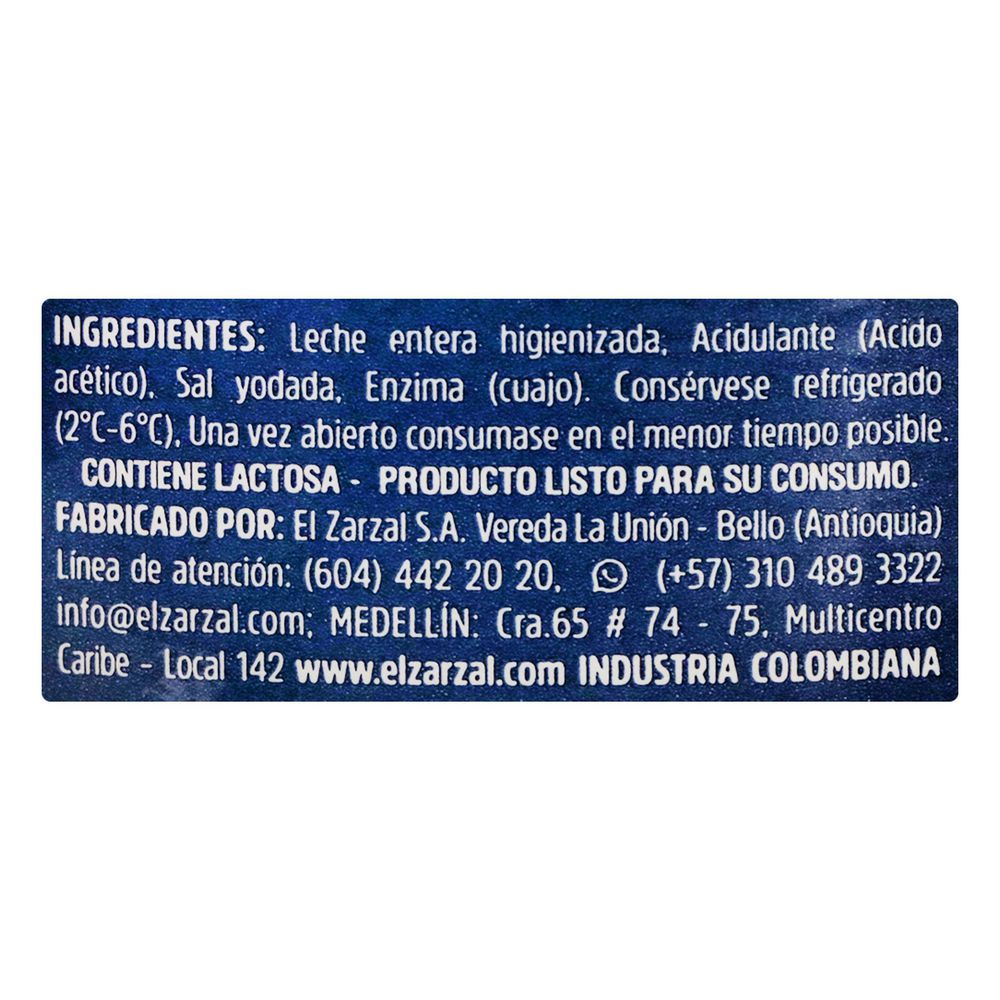 INGREDIENTES: Leche entera higienizada, Acidulante (Acido
acético), Sal yodada, Enzima (cuajo). Consérvese refrigerado
(2°C-6°C), Una vez abierto consumase en el menor tiempo posible.
CONTIENE LACTOSA - PRODUCTO LISTO PARA SU CONSUMO.
FABRICADO POR: El Zarzal S.A. Vereda La Unión - Bello (Antioquia)
Línea de atención: (604) 442 20 20, (+57) 310 489 3322
info@elzarzal.com; MEDELLÍN: Cra.65 # 74 - 75, Multicentro
Caribe - Local 142 www.elzarzal.com INDUSTRIA COLOMBIANA